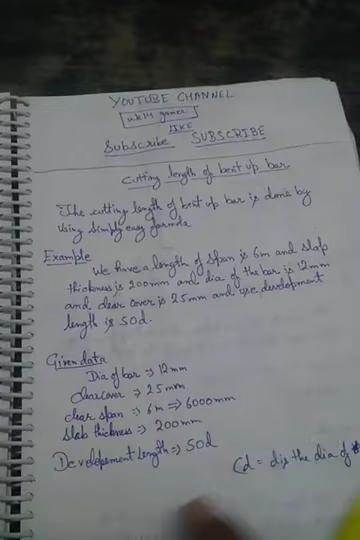 YOUTUBE CHANNEL
gamer
LIKE
Subscribe SUBSCRIBE
Cutting length of bent up bar
The cutting length of bent up bar is done by
using simply easy formula
Example
We have a length of span is 6m and slab
thickness is 200mm and dia of the bar is 12mm
and clear cover is 25mm and use development
length is 50d.
Given data
Dia of bar => 12mm
clear cover => 25mm
clear span => 6m => 6000mm
slab thickness => 200mm
Development length => 50d
(d = d is the dia of